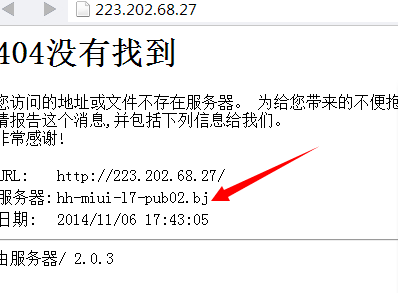 223.202.68.27
404没有找到
您访问的地址或文件不存在服务器。 为给您带来的不便抱
请报告这个消息,并包括下列信息给我们。
非常感谢!
URL: http://223.202.68.27/
服务器: hh-miui-l7-pub02.bj
日期: 2014/11/06 17:43:05
由服务器/ 2.0.3